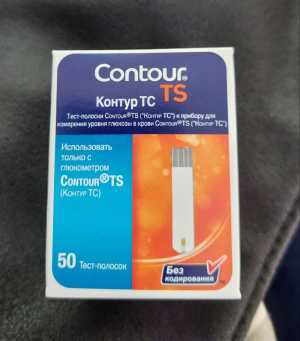 Contour®
TS
Контур ТС
Тест-полоски Contour®TS ("Контур ТС") к прибору для
измерения уровня глюкозы в крови Contour®TS ("Контур ТС")
Использовать
только с
глюкометром
Contour®TS
(Контур ТС)
50 Тест-полосок
Без
кодирования